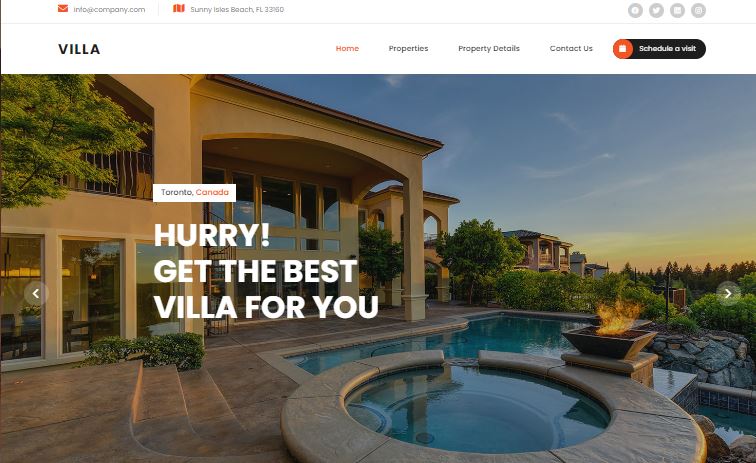 info@company.com
Sunny Isles Beach, FL 33160
VILLA
Home
Properties
Property Details
Contact Us
Schedule a visit
Toronto, Canada
HURRY!
GET THE BEST
VILLA FOR YOU